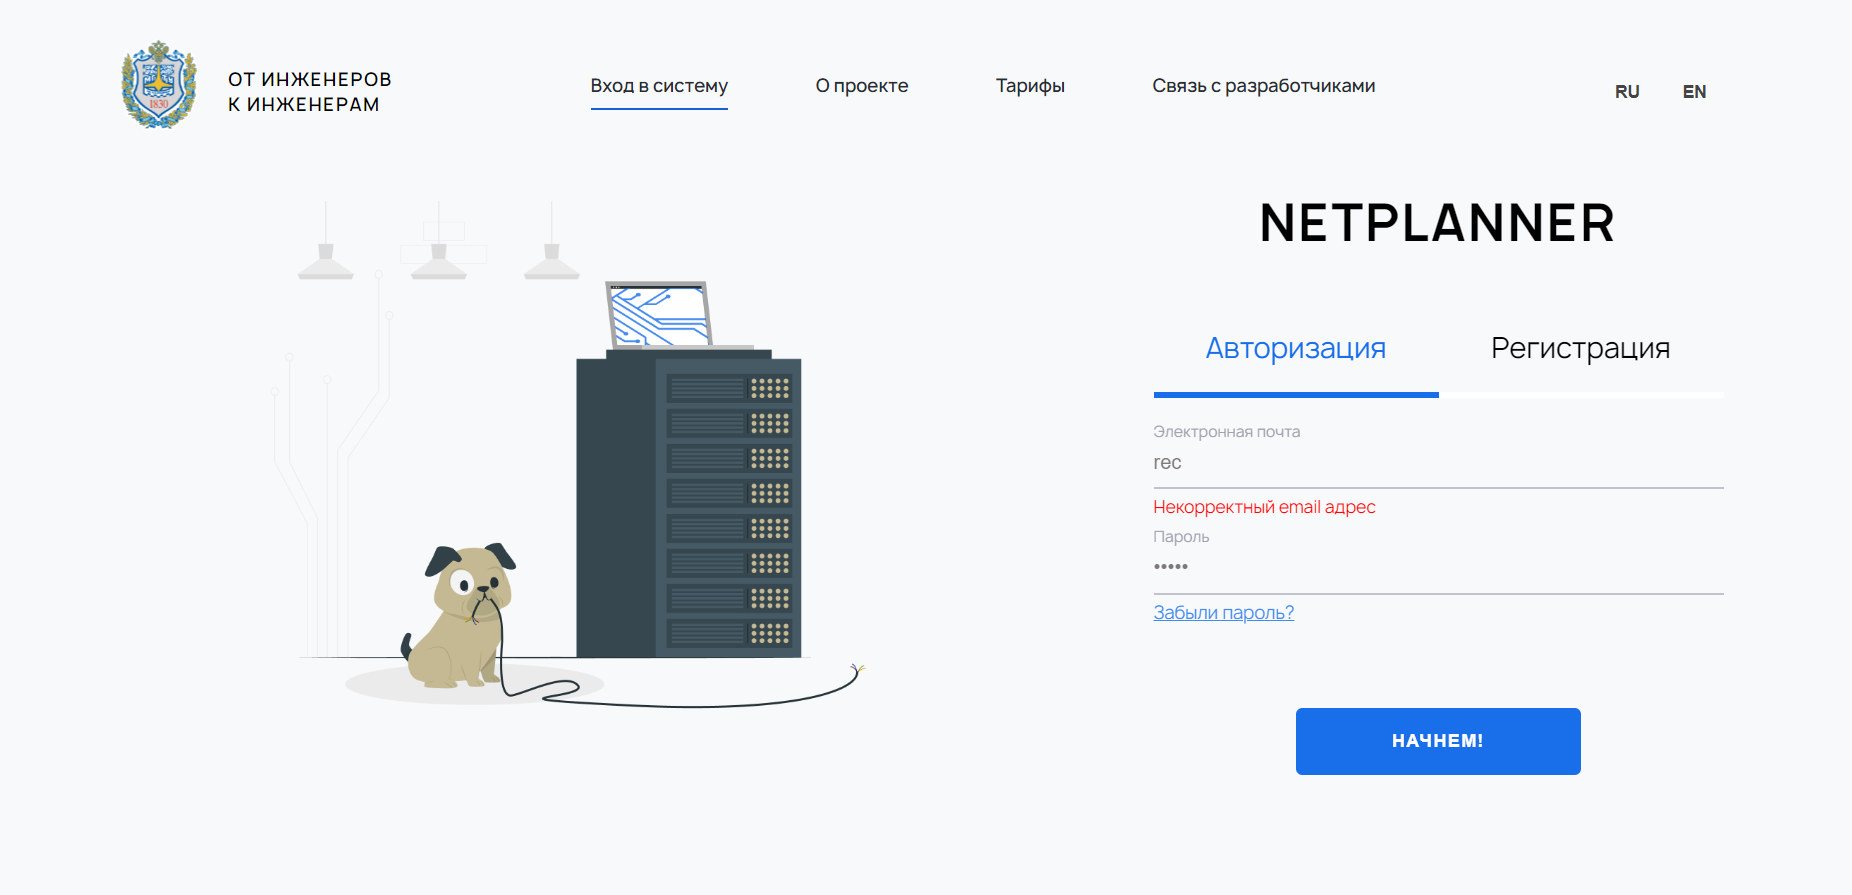 1830
ОТ ИНЖЕНЕРОВ
К ИНЖЕНЕРАМ
Вход в систему
О проекте
Тарифы
Связь с разработчиками
RU
EN
NETPLANNER
Авторизация
Регистрация
Электронная почта
rec
Некорректный email адрес
Пароль
•••••
Забыли пароль?
НАЧНЕМ!